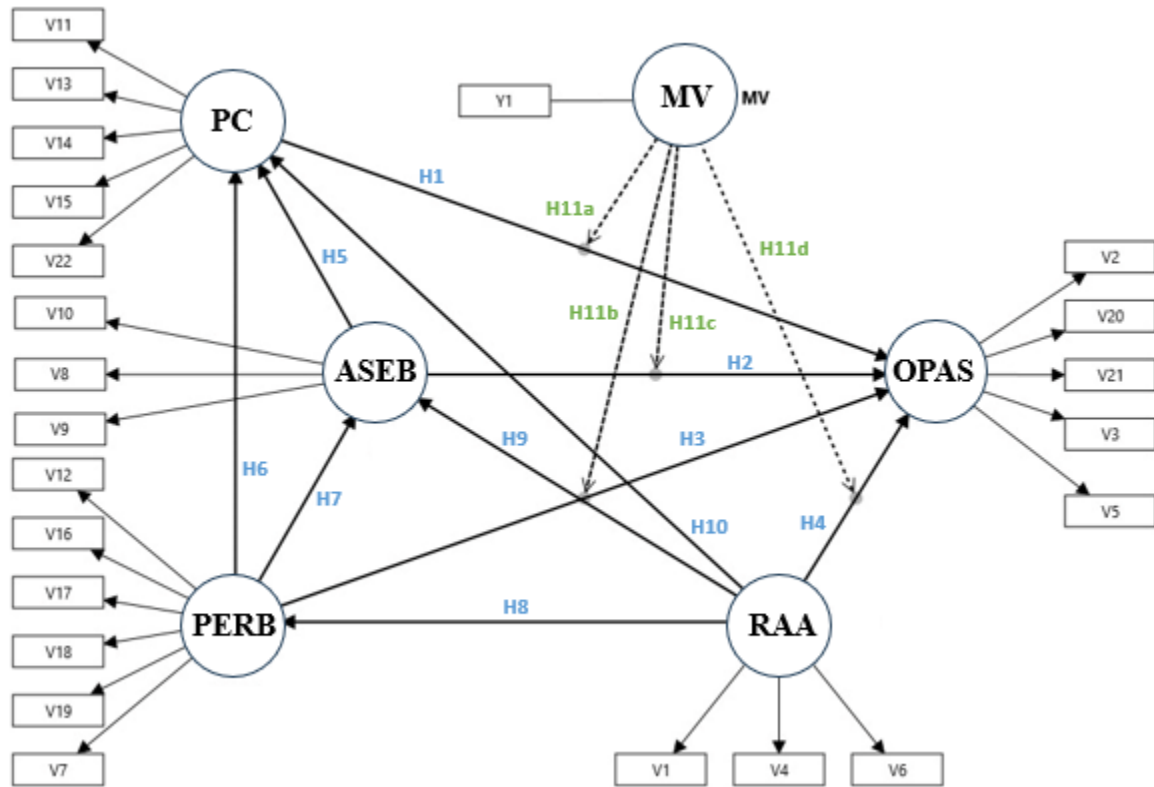 V11
V13
V14
V15
V22
V10
V8
V9
V12
V16
V17
V18
V19
V7
PC
ASEB
PERB
Y1
MV
MV
H1
H11a
H11d
H5
H11b
H11c
H2
H6
H7
H9
H3
H10
H4
H8
OPAS
RAA
V2
V20
V21
V3
V5
V1
V4
V6